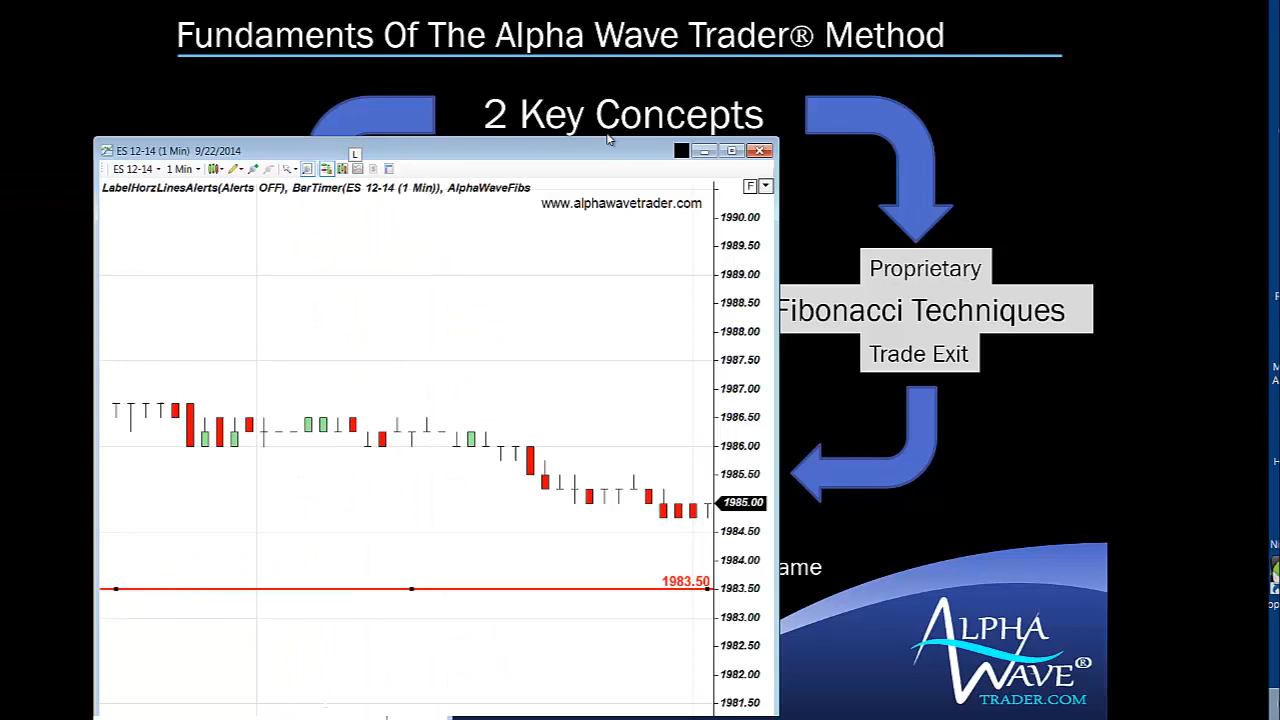 Fundaments Of The Alpha Wave Trader® Method
2 Key Concepts
ES 12-14 (1 Min) 9/22/2014
L
ES 12-14 1 Min
LabelHorzLinesAlerts(Alerts OFF), BarTimer(ES 12-14 (1 Min)), AlphaWaveFibs
F
www.alphawavetrader.com
1990.00
1989.50
1989.00
1988.50
1988.00
1987.50
1987.00
1986.50
1986.00
1985.50
1985.00
1984.50
1984.00
1983.50
1983.50
1983.00
1982.50
1982.00
1981.50
Proprietary
Fibonacci Techniques
Trade Exit
ame
ALPHA
WAVE®
TRADER.COM